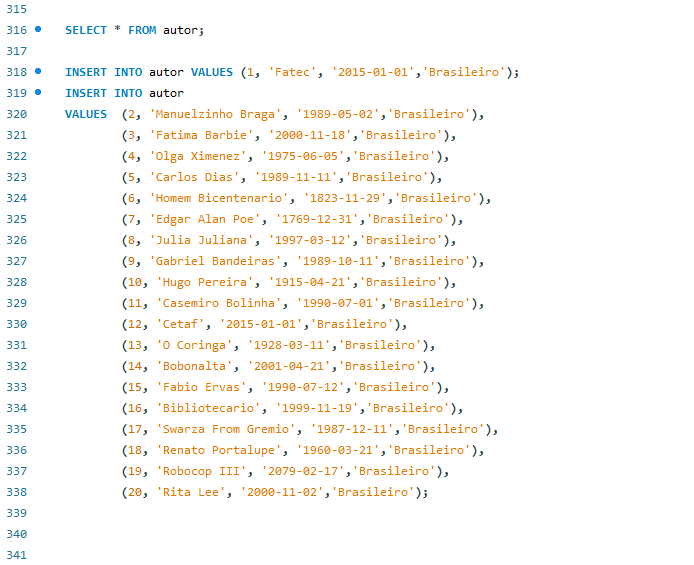 315
316 SELECT * FROM autor;
317
318 INSERT INTO autor VALUES (1, 'Fatec', '2015-01-01','Brasileiro');
319 INSERT INTO autor
320 VALUES (2, 'Manuelzinho Braga', '1989-05-02','Brasileiro'),
321 (3, 'Fatima Barbie', '2000-11-18','Brasileiro'),
322 (4, 'Olga Ximenez', '1975-06-05','Brasileiro'),
323 (5, 'Carlos Dias', '1989-11-11','Brasileiro'),
324 (6, 'Homem Bicentenario', '1823-11-29','Brasileiro'),
325 (7, 'Edgar Alan Poe', '1769-12-31','Brasileiro'),
326 (8, 'Julia Juliana', '1997-03-12','Brasileiro'),
327 (9, 'Gabriel Bandeiras', '1989-10-11','Brasileiro'),
328 (10, 'Hugo Pereira', '1915-04-21','Brasileiro'),
329 (11, 'Casemiro Bolinha', '1990-07-01','Brasileiro'),
330 (12, 'Cetaf', '2015-01-01','Brasileiro'),
331 (13, 'O Coringa', '1928-03-11','Brasileiro'),
332 (14, 'Bobonalta', '2001-04-21','Brasileiro'),
333 (15, 'Fabio Ervas', '1990-07-12','Brasileiro'),
334 (16, 'Bibliotecario', '1999-11-19','Brasileiro'),
335 (17, 'Swarza From Gremio', '1987-12-11','Brasileiro'),
336 (18, 'Renato Portalupe', '1960-03-21','Brasileiro'),
337 (19, 'Robocop III', '2079-02-17','Brasileiro'),
338 (20, 'Rita Lee', '2000-11-02','Brasileiro');
339
340
341